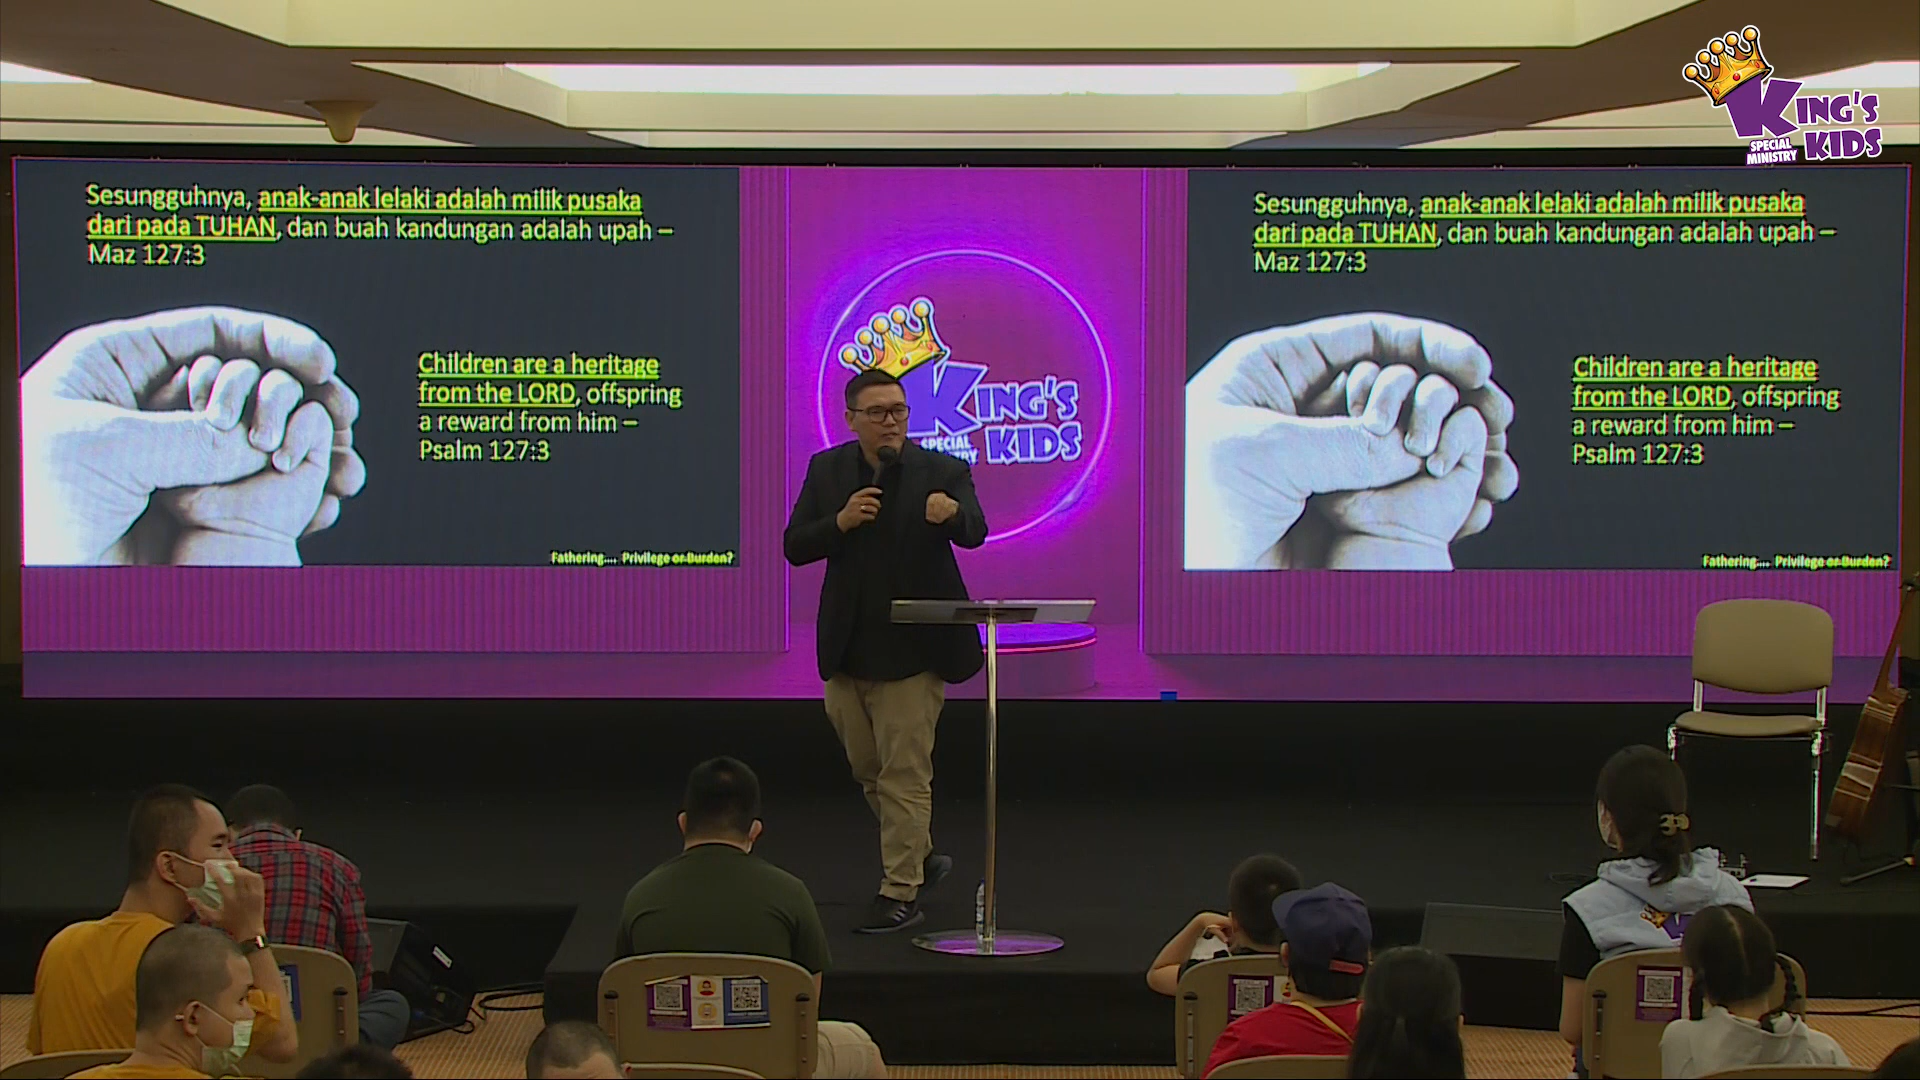 KING'S
SPECIAL MINISTRY KIDS
Sesungguhnya, anak-anak lelaki adalah milik pusaka
dari pada TUHAN, dan buah kandungan adalah upah –
Maz 127:3
Children are a heritage
from the LORD, offspring
a reward from him –
Psalm 127:3
Fathering.... Privilege or Burden?
KING'S
SPECIAL KIDS
Sesungguhnya, anak-anak lelaki adalah milik pusaka
dari pada TUHAN, dan buah kandungan adalah upah –
Maz 127:3
Children are a heritage
from the LORD, offspring
a reward from him –
Psalm 127:3
Fathering.... Privilege or Burden?